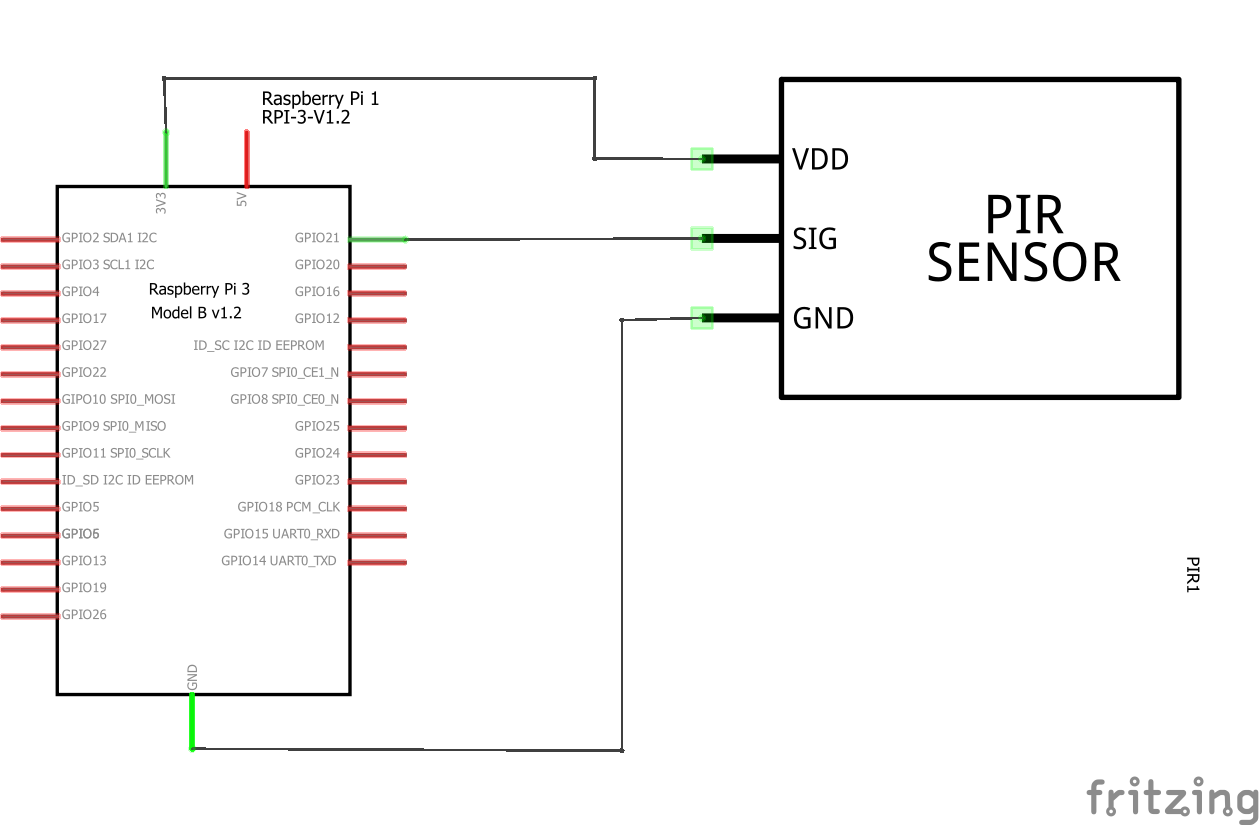 Raspberry Pi 1
RPI-3-V1.2
3V3
5V
GPIO2 SDA1 I2C
GPIO3 SCL1 I2C
GPIO4
GPIO17
GPIO27
GPIO22
GIPO10 SPI0_MOSI
GPIO9 SPI0_MISO
GPIO11 SPI0_SCLK
ID_SD I2C ID EEPROM
GPIO5
GPIO6
GPIO13
GPIO19
GPIO26
Raspberry Pi 3
Model B v1.2
GPIO21
GPIO20
GPIO16
GPIO12
ID_SC I2C ID EEPROM
GPIO7 SPI0_CE1_N
GPIO8 SPI0_CE0_N
GPIO25
GPIO24
GPIO23
GPIO18 PCM_CLK
GPIO15 UART0_RXD
GPIO14 UART0_TXD
GND
VDD
SIG
GND
PIR
SENSOR
PIR1
fritzing